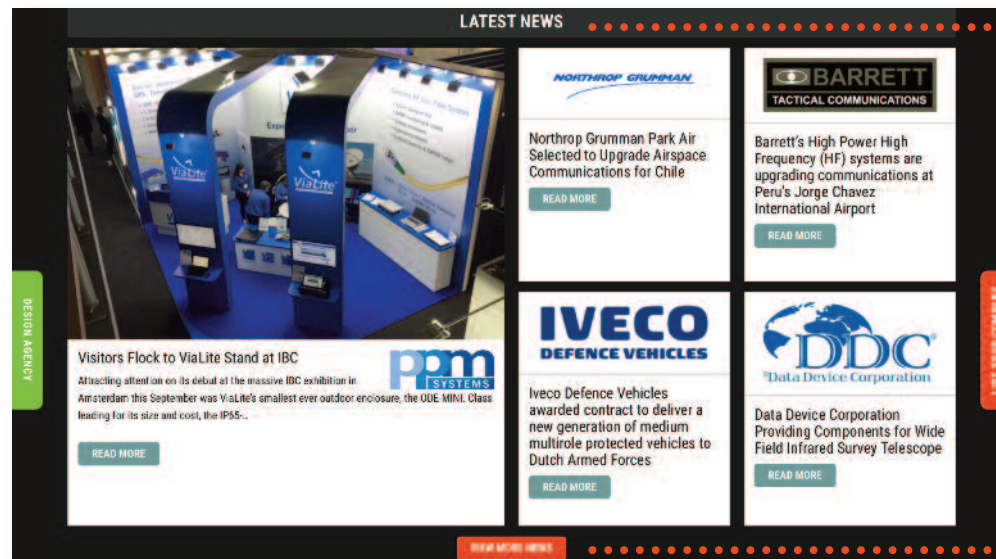 LATEST NEWS
ViaLite
ViaLite
Visitors Flock to ViaLite Stand at IBC
ppm
SYSTEMS
Attracting attention on its debut at the massive IBC exhibition in
Amsterdam this September was ViaLite's smallest ever outdoor enclosure, the ODE-MINI. Class
leading for its size and cost, the IP65-...
READ MORE
NORTHROP GRUMMAN
Northrop Grumman Park Air
Selected to Upgrade Airspace
Communications for Chile
READ MORE
BARRETT
TACTICAL COMMUNICATIONS
Barrett's High Power High
Frequency (HF) systems are
upgrading communications at
Peru's Jorge Chavez
International Airport
READ MORE
IVECO
DEFENCE VEHICLES
Iveco Defence Vehicles
awarded contract to deliver a
new generation of medium
multirole protected vehicles to
Dutch Armed Forces
READ MORE
DDC
Data Device Corporation
Data Device Corporation
Providing Components for Wide
Field Infrared Survey Telescope
READ MORE
DESIGN AGENCY
VIEW MORE NEWS